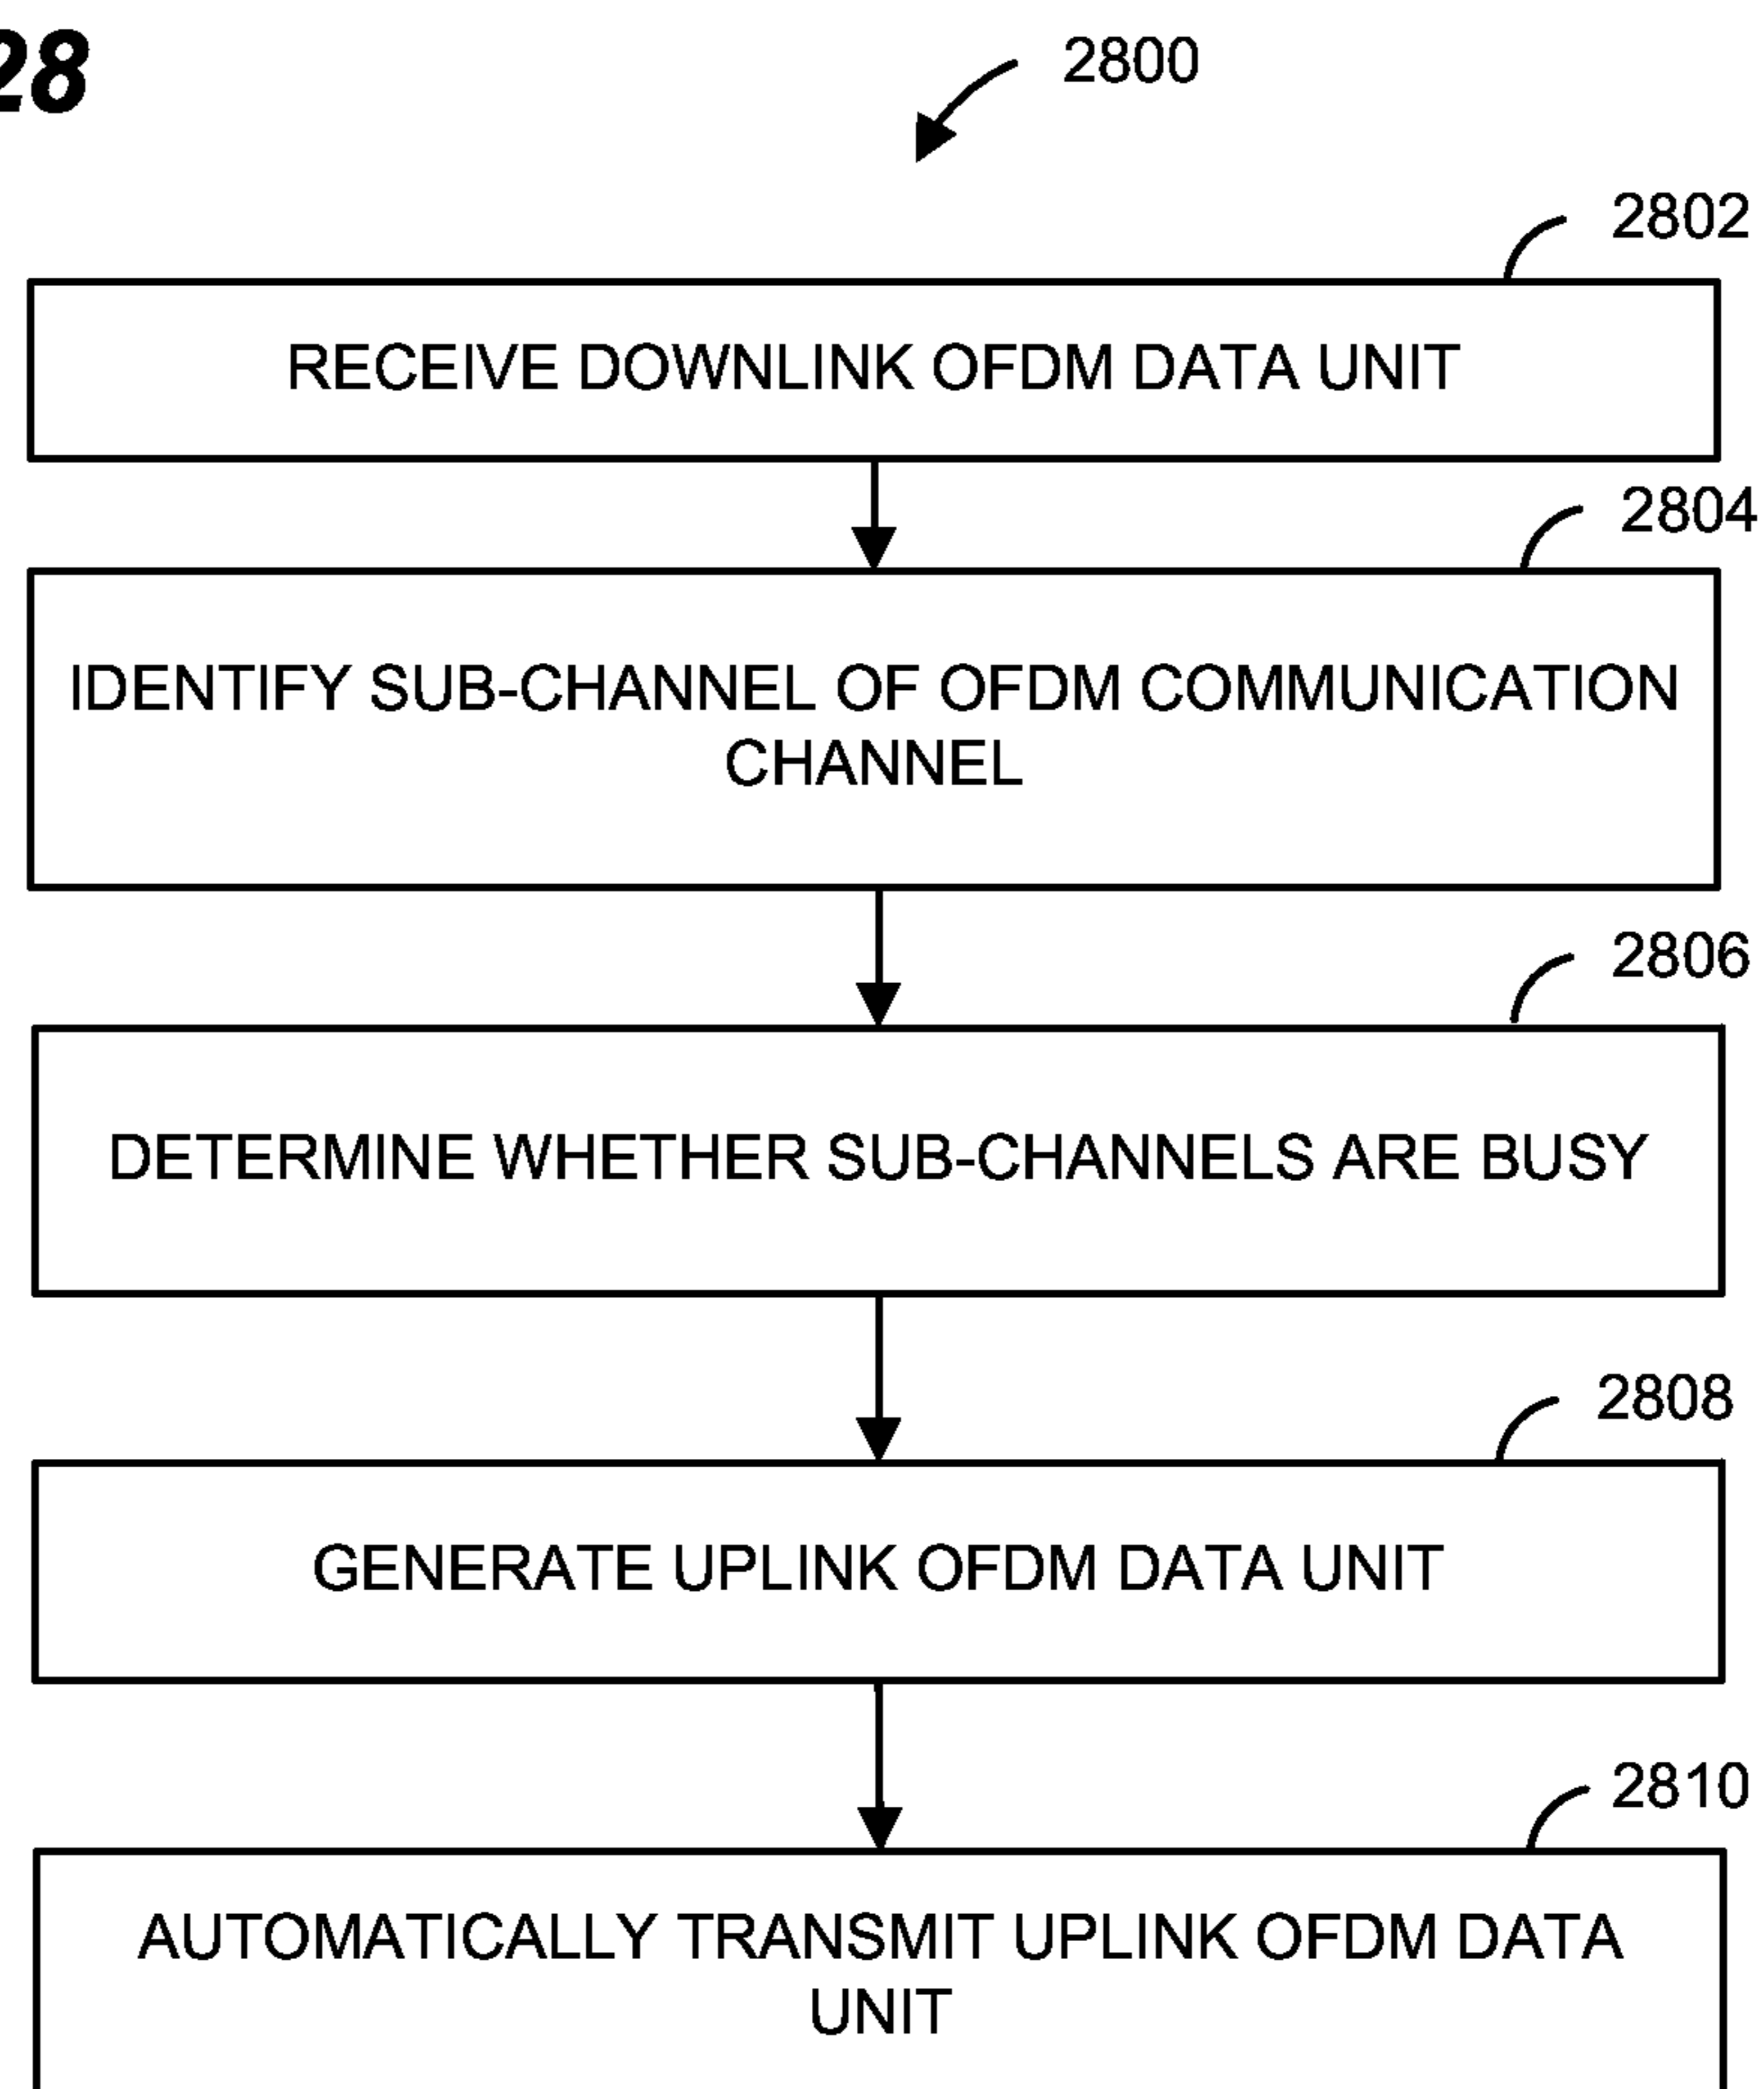 28
2800
2802
RECEIVE DOWNLINK OFDM DATA UNIT
2804
IDENTIFY SUB-CHANNEL OF OFDM COMMUNICATION
CHANNEL
2806
DETERMINE WHETHER SUB-CHANNELS ARE BUSY
2808
GENERATE UPLINK OFDM DATA UNIT
2810
AUTOMATICALLY TRANSMIT UPLINK OFDM DATA
UNIT